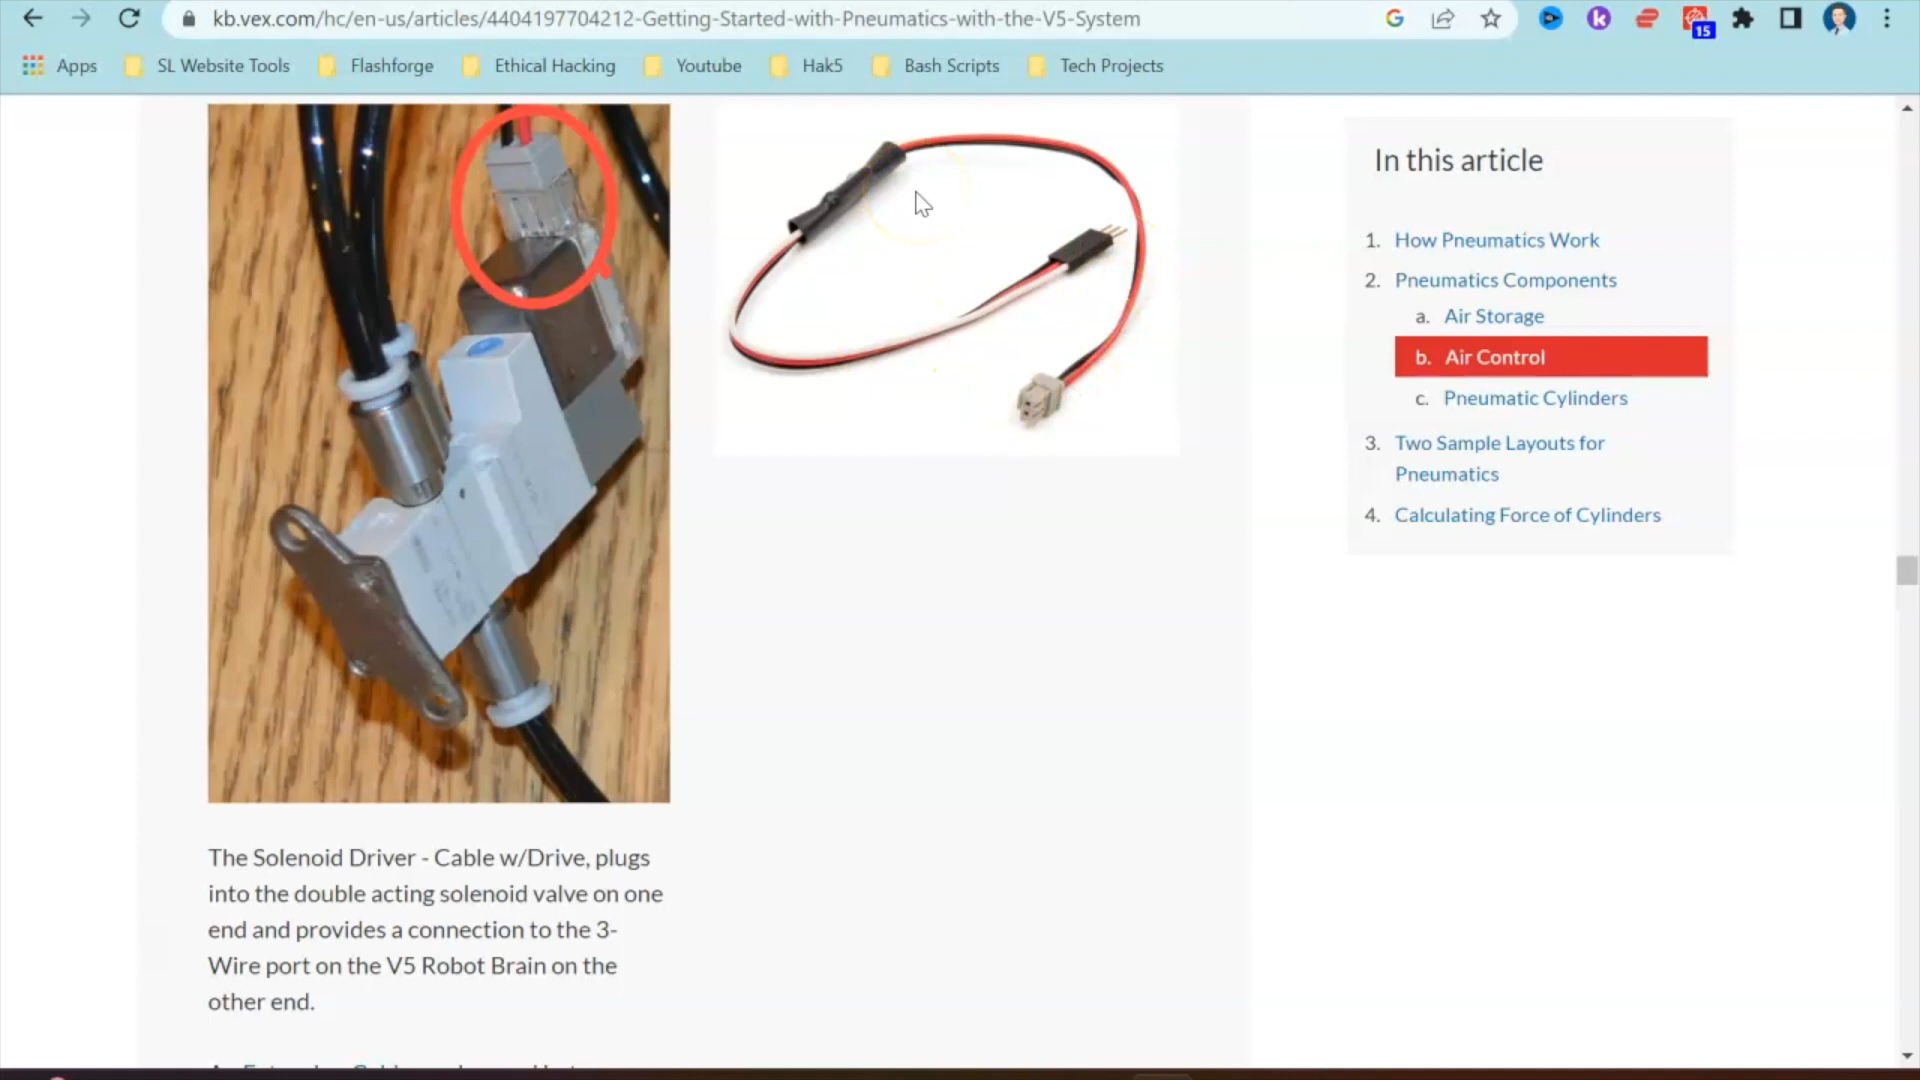 kb.vex.com/hc/en-us/articles/4404197704212-Getting-Started-with-Pneumatics-with-the-V5-System
15
Apps
SL Website Tools
Flashforge
Ethical Hacking
Youtube
Hak5
Bash Scripts
Tech Projects
In this article
1. How Pneumatics Work
2. Pneumatics Components
a. Air Storage
b. Air Control
c. Pneumatic Cylinders
3. Two Sample Layouts for
Pneumatics
4. Calculating Force of Cylinders
The Solenoid Driver - Cable w/Drive, plugs
into the double acting solenoid valve on one
end and provides a connection to the 3-
Wire port on the V5 Robot Brain on the
other end.